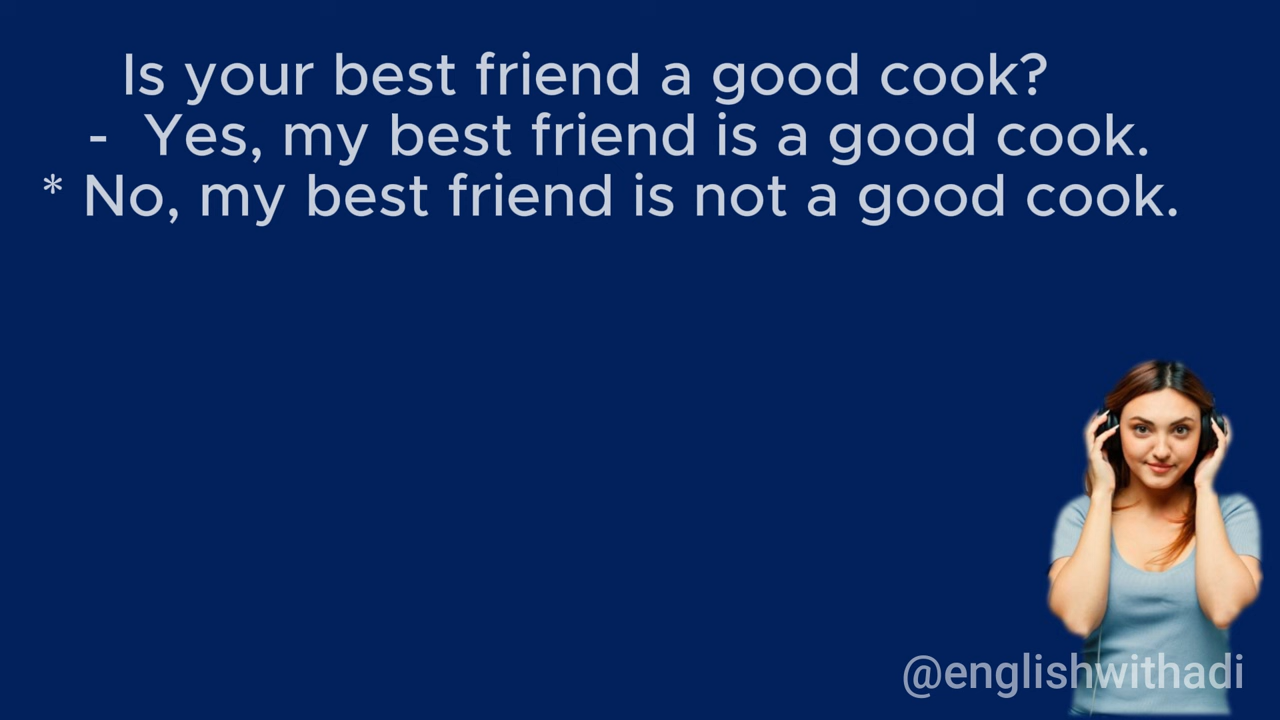 Is your best friend a good cook?
- Yes, my best friend is a good cook.
* No, my best friend is not a good cook.
@englishwithadi